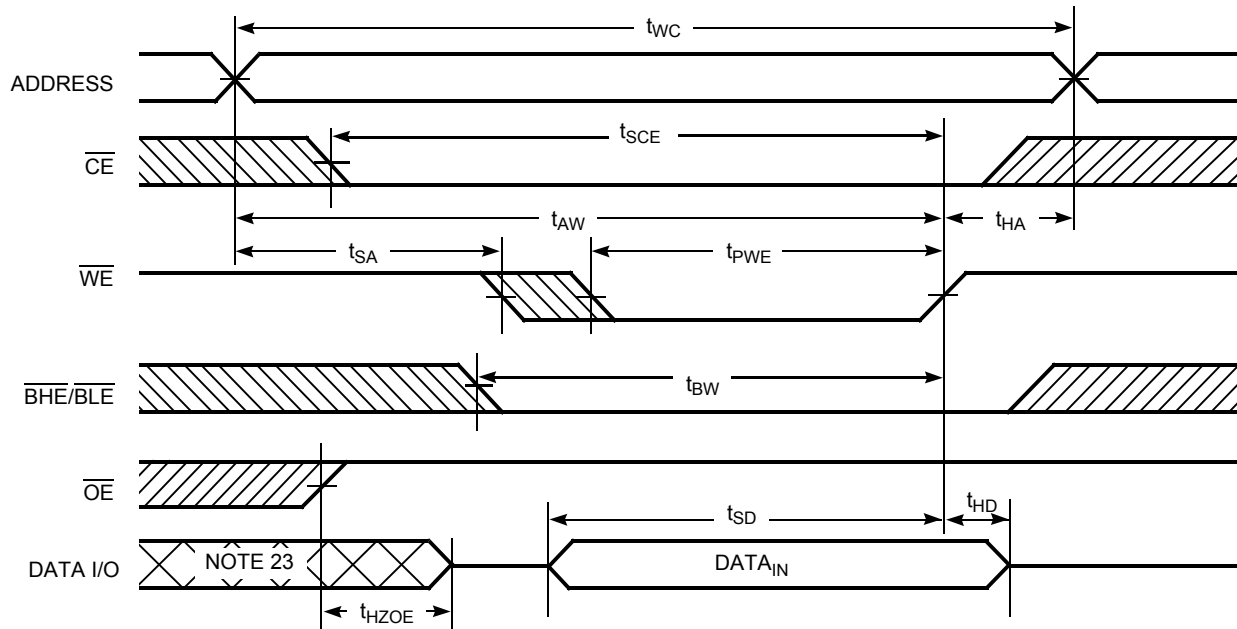 tWC
ADDRESS
tSCE
CE
tAW
tHA
tSA
tPWE
WE
BHE/BLE
tBW
OE
tSD
tHD
DATA I/O
NOTE 23
DATAIN
tHZOE